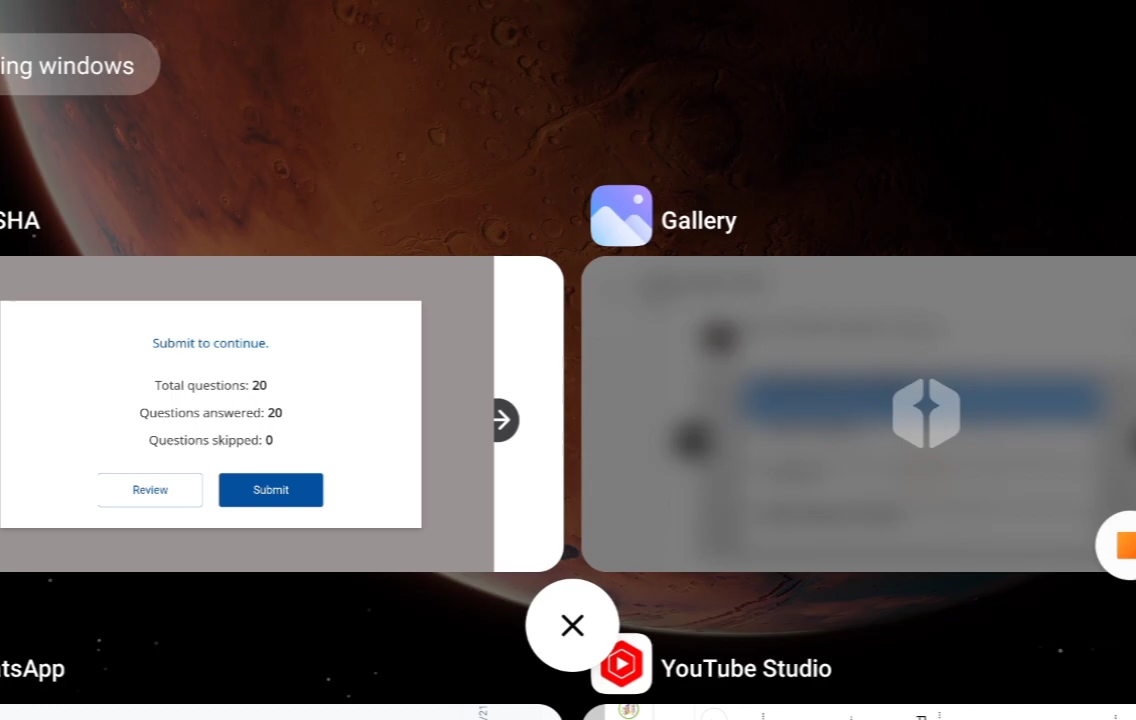 ing windows
SHA
Gallery
Submit to continue.
Total questions: 20
Questions answered: 20
Questions skipped: 0
Review
Submit
tsApp
YouTube Studio
/21